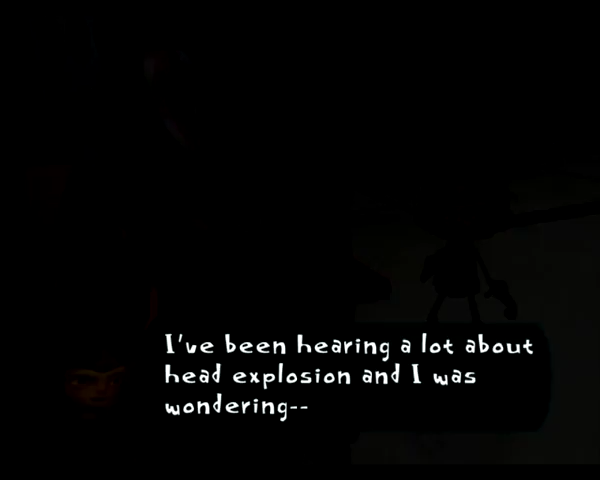 I've been hearing a lot about
head explosion and I was
wondering--